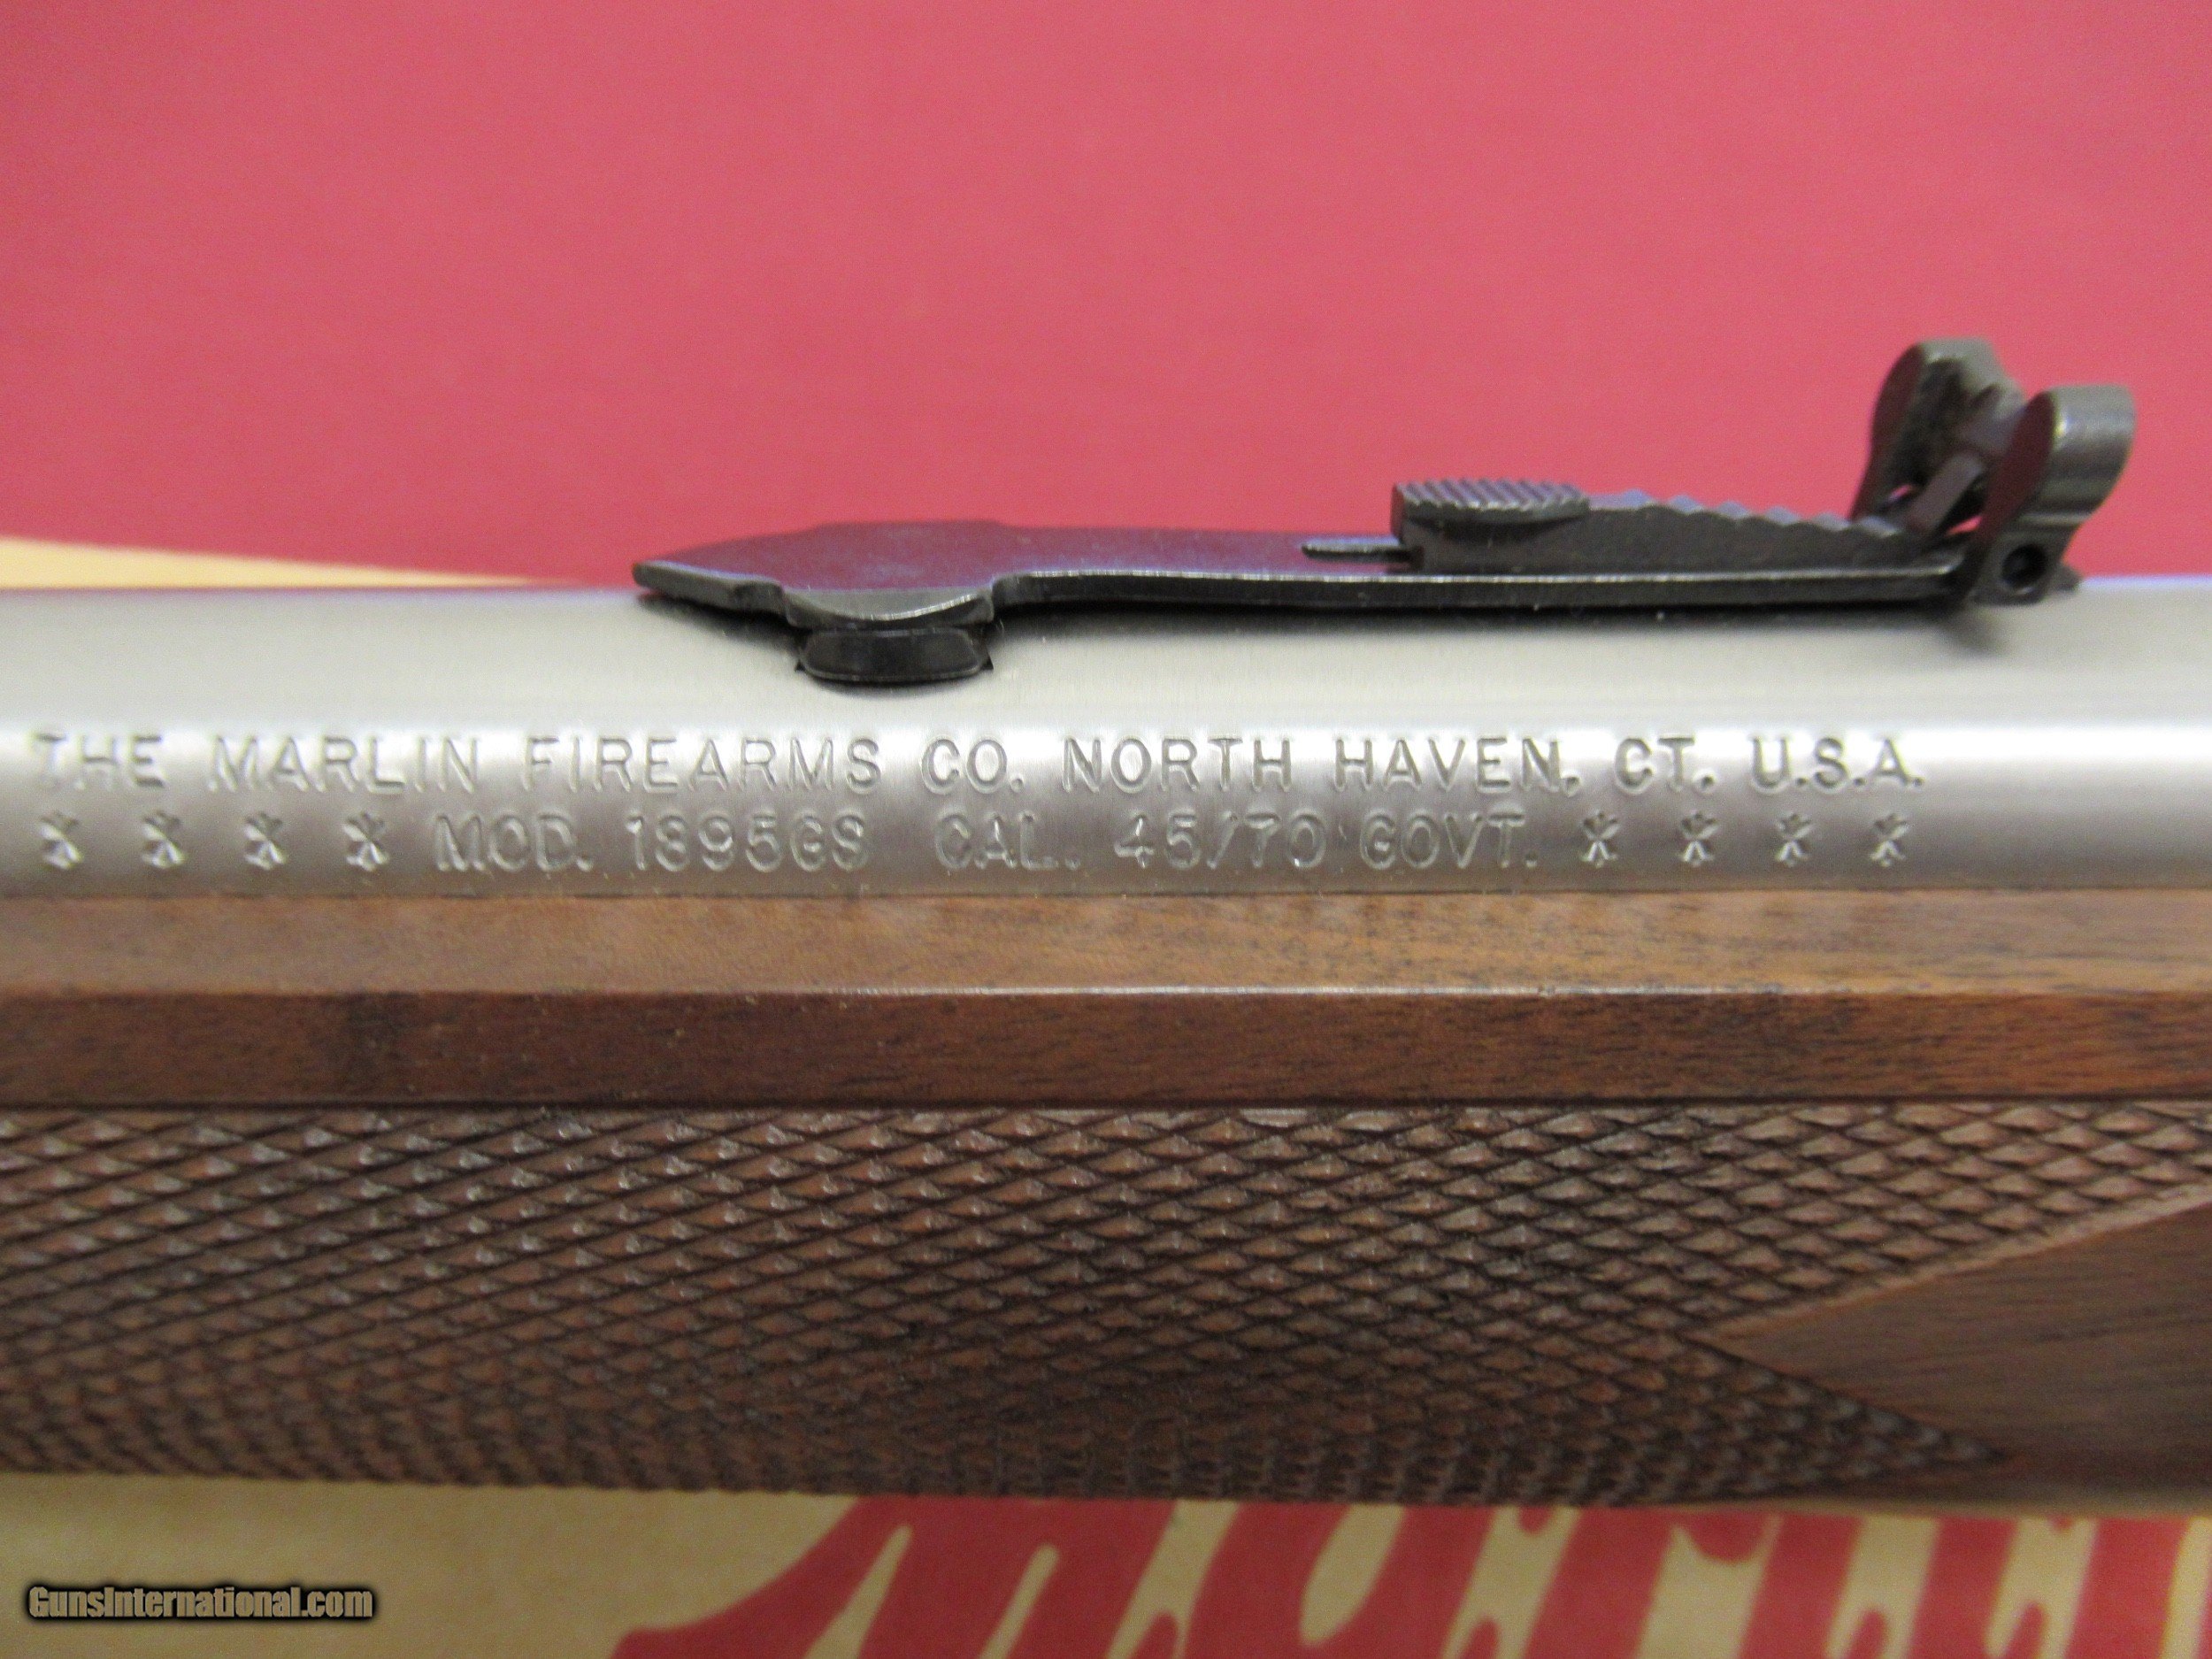 THE MARLIN FIREARMS CO. NORTH HAVEN, CT. U.S.A.
* * * * MOD. 1895GS CAL. 45/70 GOVT. * * * *
GunsInternational.com